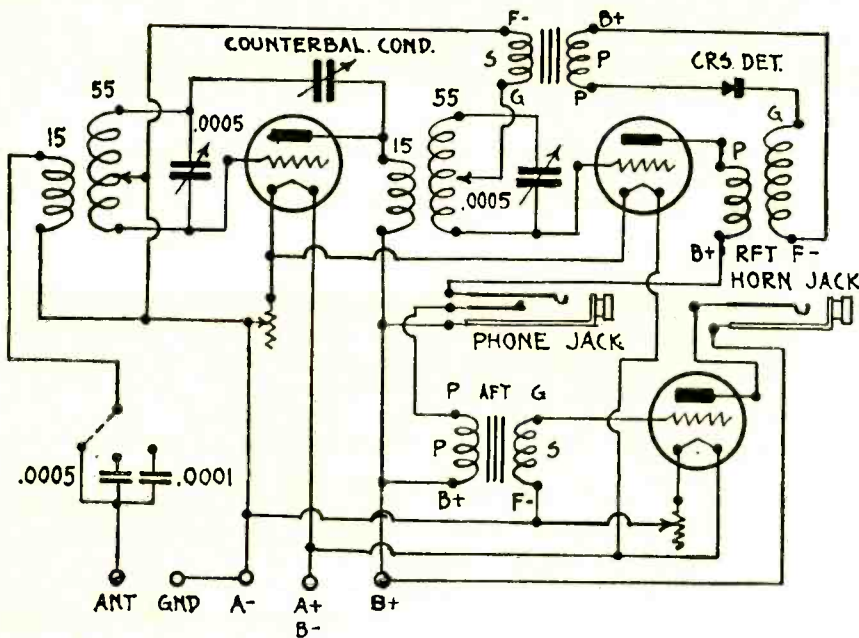 F- B+
COUNTERBAL. COND.
S P
CRS. DET.
G P
G
15 55 .0005
15 55 .0005
P
B+ RFT F-
HORN JACK
PHONE JACK
P AFT G
P S
B+ F-
.0005 .0001
ANT GND A- A+ B+
B-